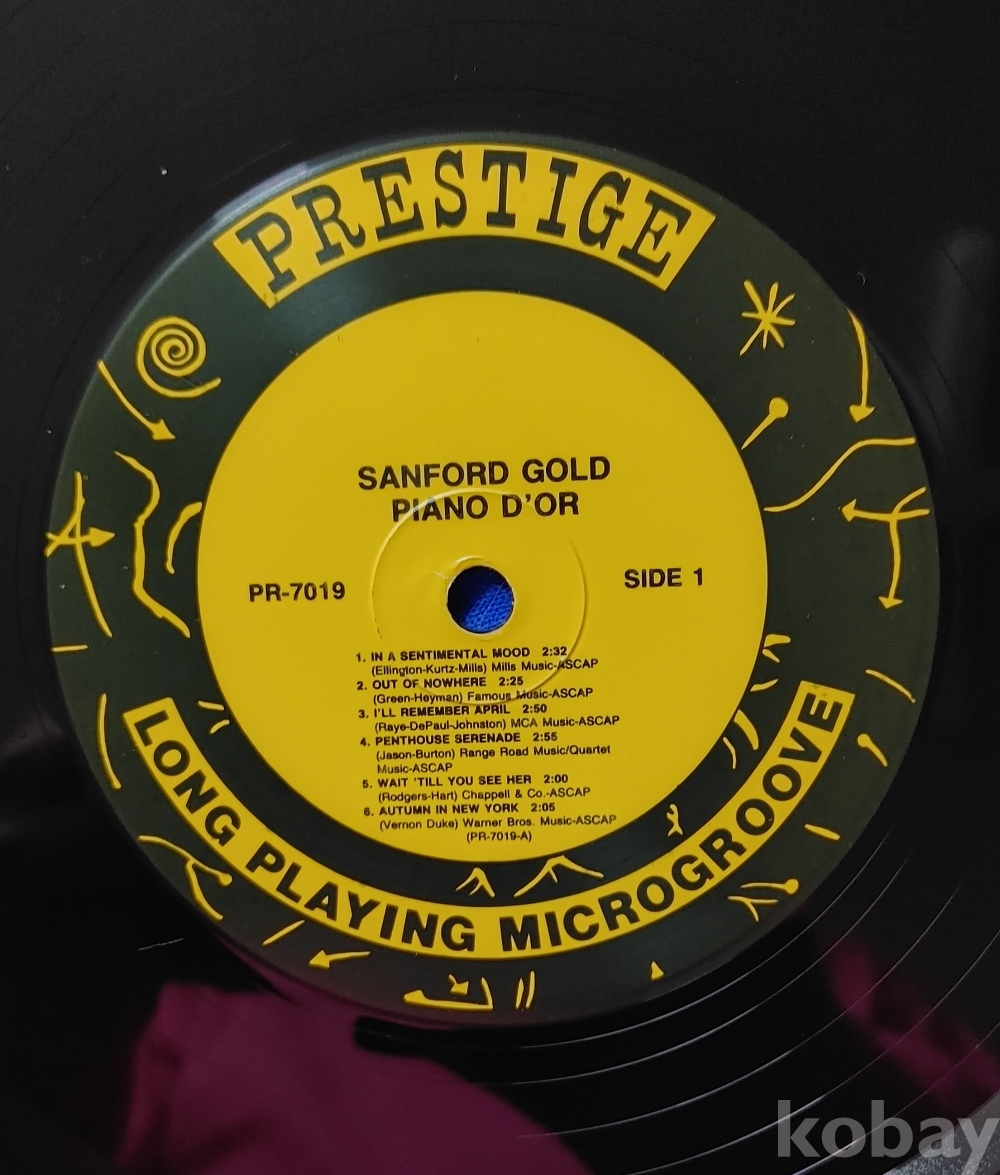 PRESTIGE
SANFORD GOLD
PIANO D'OR
PR-7019
SIDE 1
1. IN A SENTIMENTAL MOOD 2:32
(Ellington-Kurtz-Mills) Mills Music-ASCAP
2. OUT OF NOWHERE 2:25
(Green-Heyman) Famous Music-ASCAP
3. I'LL REMEMBER APRIL 2:50
(Raye-DePaul-Johnston) MCA Music-ASCAP
4. PENTHOUSE SERENADE 2:55
(Jason-Burton) Range Road Music/Quartet
Music-ASCAP
5. WAIT 'TILL YOU SEE HER 2:00
(Rodgers-Hart) Chappell & Co.-ASCAP
6. AUTUMN IN NEW YORK 2:05
(Vernon Duke) Warner Bros. Music-ASCAP
(PR-7019-A)
LONG PLAYING MICROGROOVE
kobay